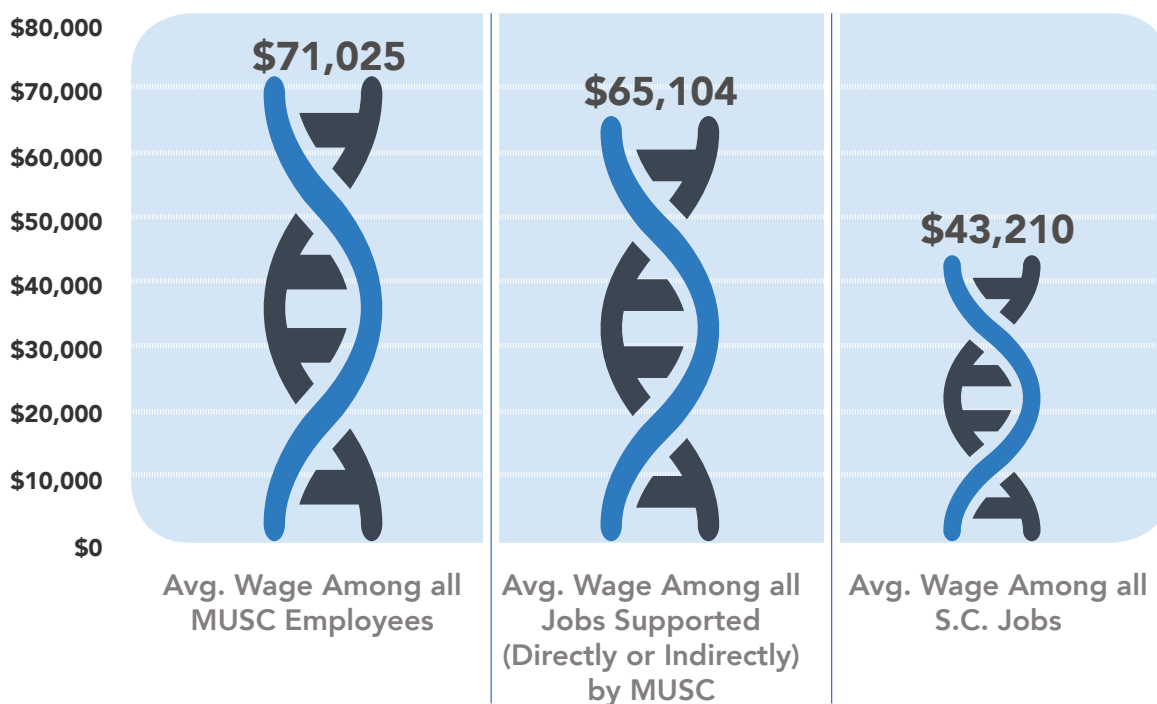 $80,000
$70,000
$60,000
$50,000
$40,000
$30,000
$20,000
$10,000
$0
$71,025
$65,104
$43,210
Avg. Wage Among all
MUSC Employees
Avg. Wage Among all
Jobs Supported
(Directly or Indirectly)
by MUSC
Avg. Wage Among all
S.C. Jobs